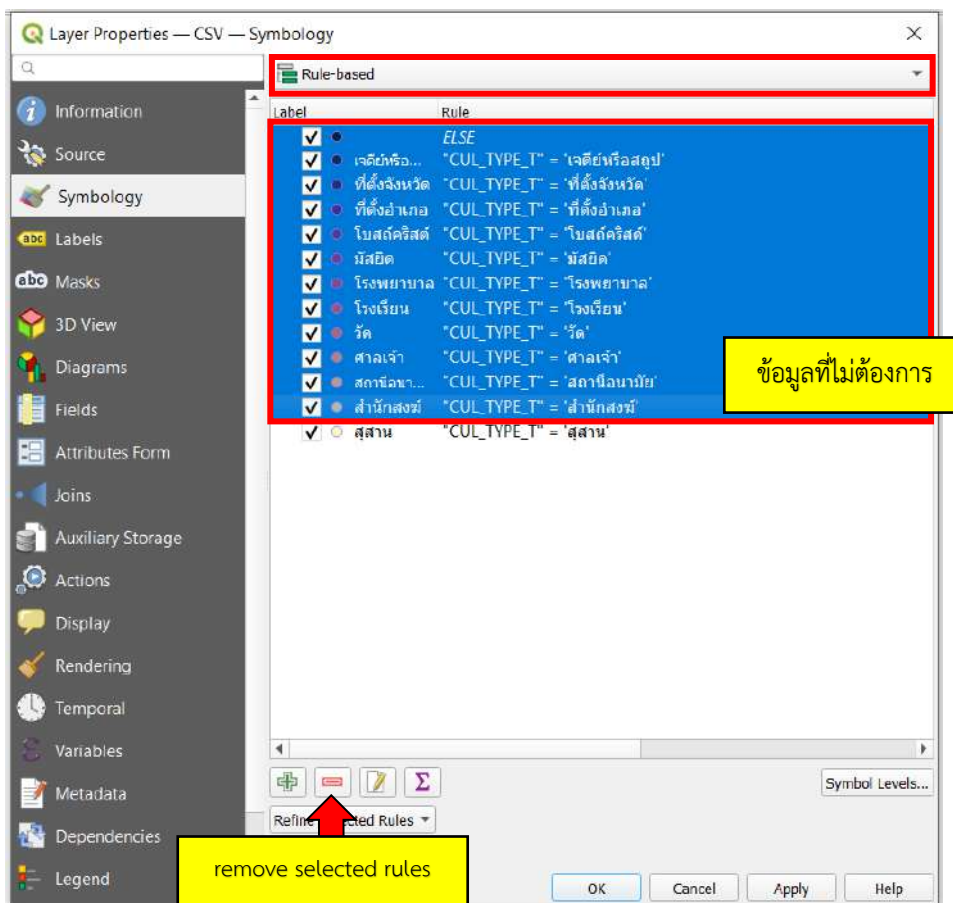 Layer Properties — CSV — Symbology
Rule-based
Information
Source
Symbology
Labels
Masks
3D View
Diagrams
Fields
Attributes Form
Joins
Auxiliary Storage
Actions
Display
Rendering
Temporal
Variables
Metadata
Dependencies
Legend
Label Rule
ELSE
เจดีย์หรือ... "CUL_TYPE_T" = 'เจดีย์หรือสถูป'
ที่ตั้งจังหวัด "CUL_TYPE_T" = 'ที่ตั้งจังหวัด'
ที่ตั้งอำเภอ "CUL_TYPE_T" = 'ที่ตั้งอำเภอ'
โบสถ์คริสต์ "CUL_TYPE_T" = 'โบสถ์คริสต์'
มัสยิด "CUL_TYPE_T" = 'มัสยิด'
โรงพยาบาล "CUL_TYPE_T" = 'โรงพยาบาล'
โรงเรียน "CUL_TYPE_T" = 'โรงเรียน'
วัด "CUL_TYPE_T" = 'วัด'
ศาลเจ้า "CUL_TYPE_T" = 'ศาลเจ้า'
สถานีอนา... "CUL_TYPE_T" = 'สถานีอนามัย'
สำนักสงฆ์ "CUL_TYPE_T" = 'สำนักสงฆ์'
สุสาน "CUL_TYPE_T" = 'สุสาน'
ข้อมูลที่ไม่ต้องการ
Symbol Levels...
Refine cted Rules
remove selected rules
OK Cancel Apply Help